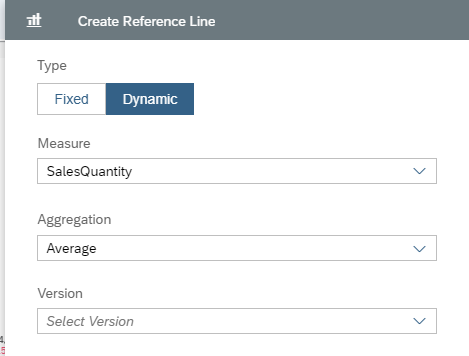 Create Reference Line
Type
Fixed Dynamic
Measure
SalesQuantity
Aggregation
Average
Version
Select Version